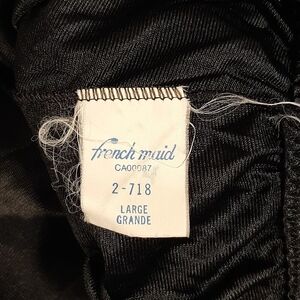 french maid
CA00087
2-718
LARGE
GRANDE